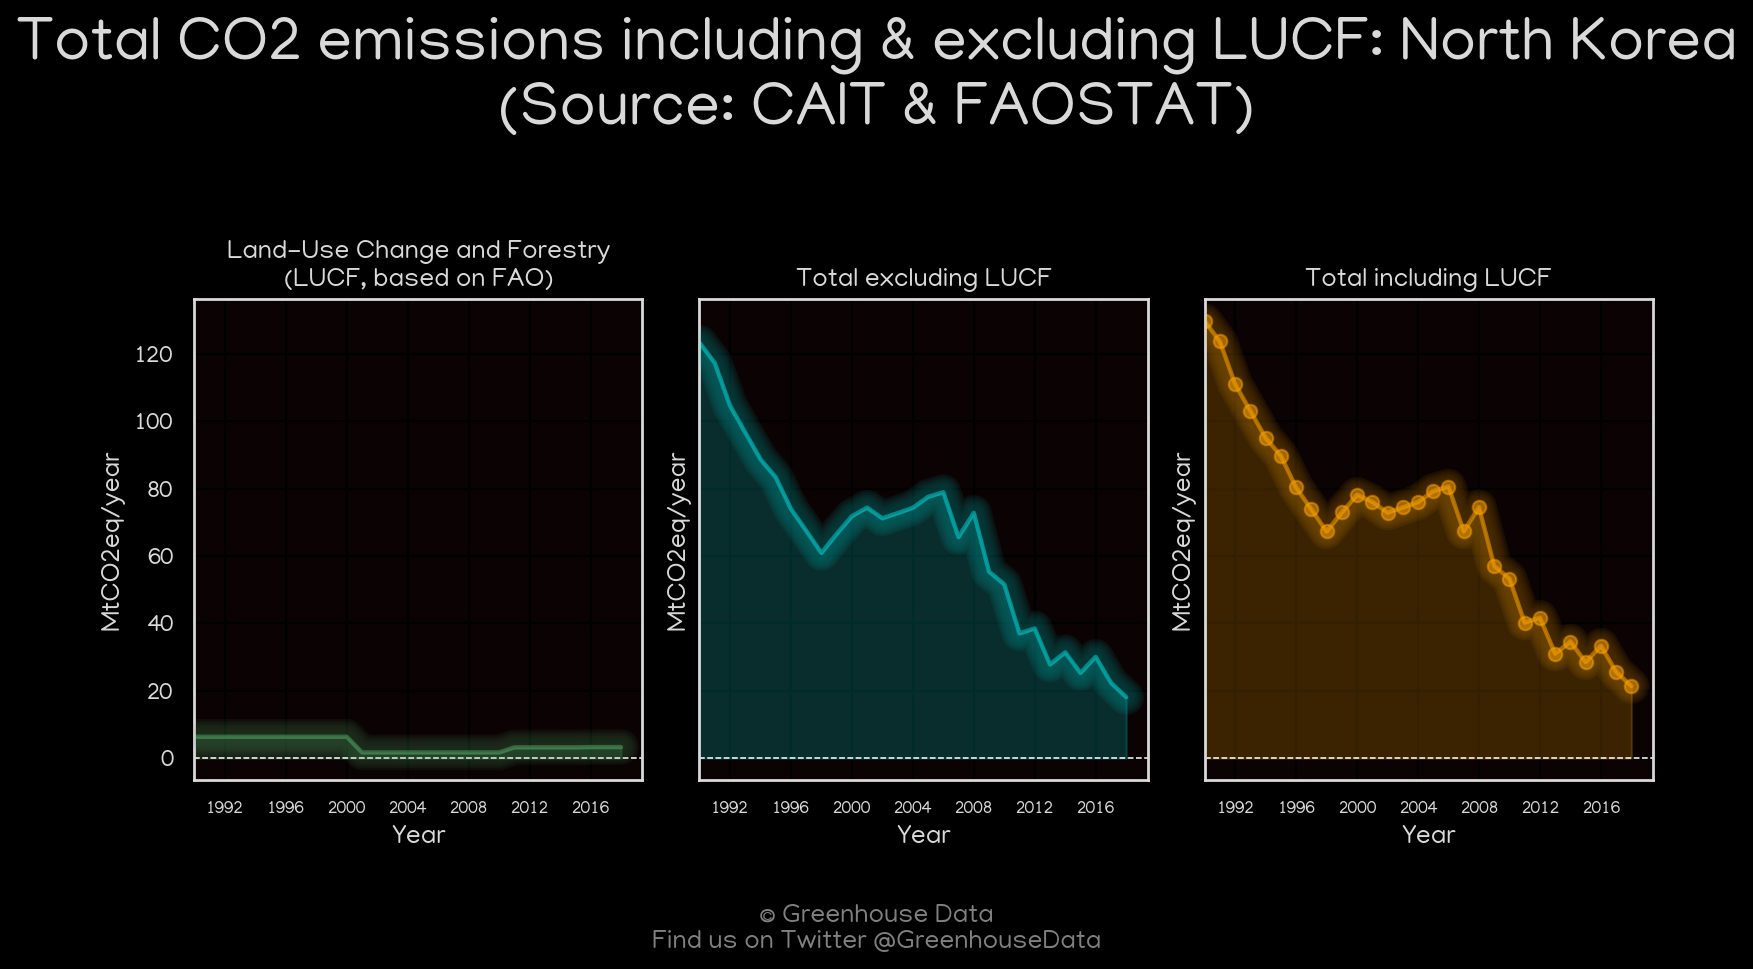 Total CO2 emissions including & excluding LUCF: North Korea
(Source: CAIT & FAOSTAT)
Land-Use Change and Forestry
(LUCF, based on FAO)
Total excluding LUCF
Total including LUCF
120
100
80
60
40
20
0
MtCO2eq/year
MtCO2eq/year
MtCO2eq/year
1992 1996 2000 2004 2008 2012 2016
1992 1996 2000 2004 2008 2012 2016
1992 1996 2000 2004 2008 2012 2016
Year
Year
Year
© Greenhouse Data
Find us on Twitter @GreenhouseData